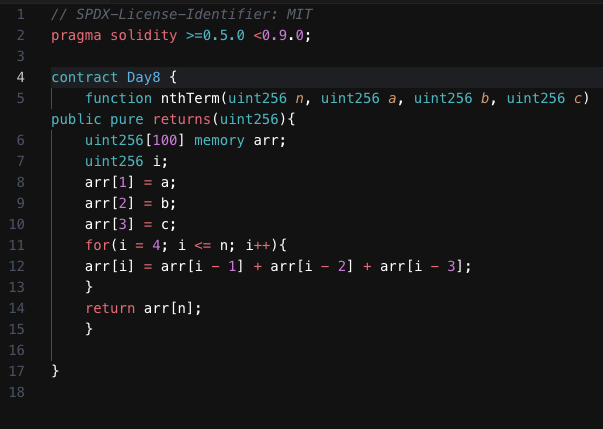 1 // SPDX-License-Identifier: MIT
2 pragma solidity >=0.5.0 <0.9.0;
3
4 contract Day8 {
5 function nthTerm(uint256 n, uint256 a, uint256 b, uint256 c)
public pure returns(uint256){
6 uint256[100] memory arr;
7 uint256 i;
8 arr[1] = a;
9 arr[2] = b;
10 arr[3] = c;
11 for(i = 4; i <= n; i++){
12 arr[i] = arr[i - 1] + arr[i - 2] + arr[i - 3];
13 }
14 return arr[n];
15 }
16
17 }
18